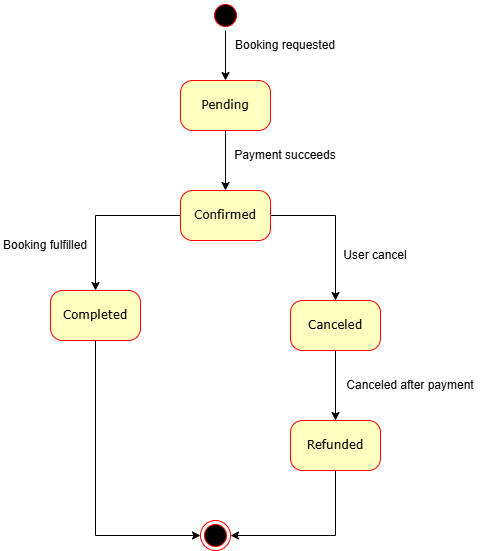 Booking requested
Pending
Payment succeeds
Confirmed
Booking fulfilled
User cancel
Completed
Canceled
Canceled after payment
Refunded